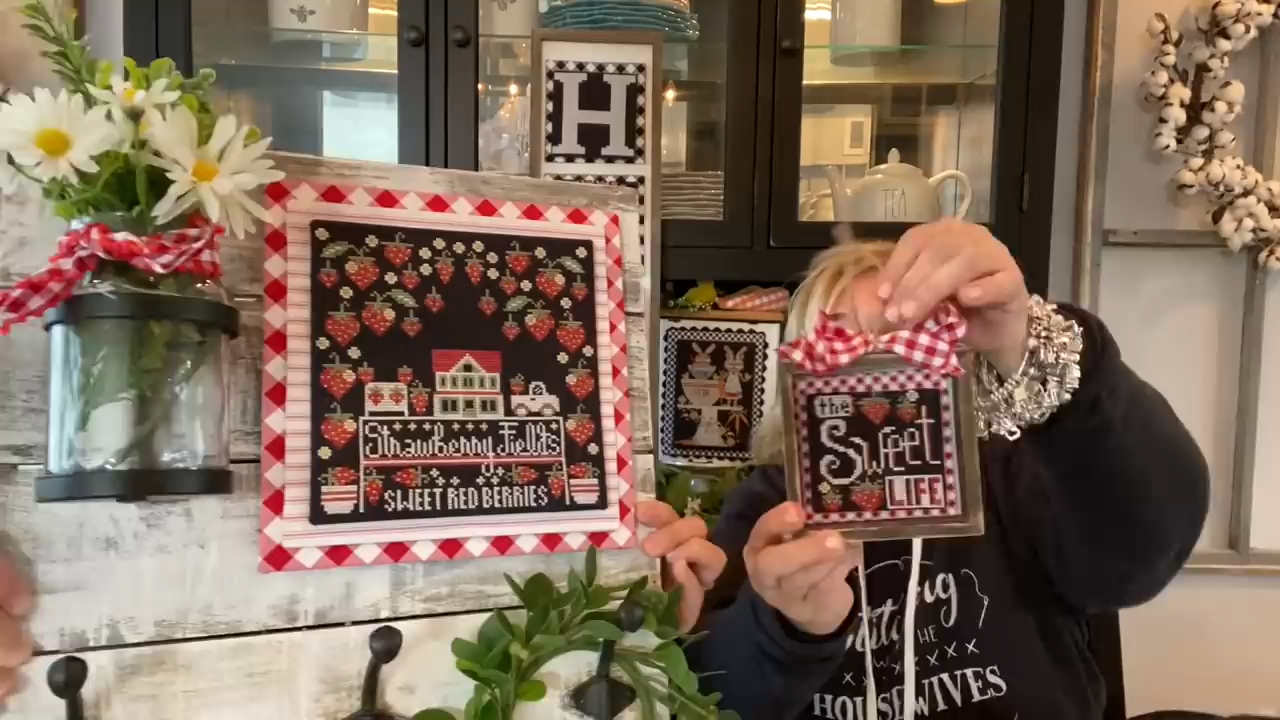 H
TEA
Strawberry Fields
SWEET RED BERRIES
the
Sweet
LIFE
THE
HOUSEWIVES